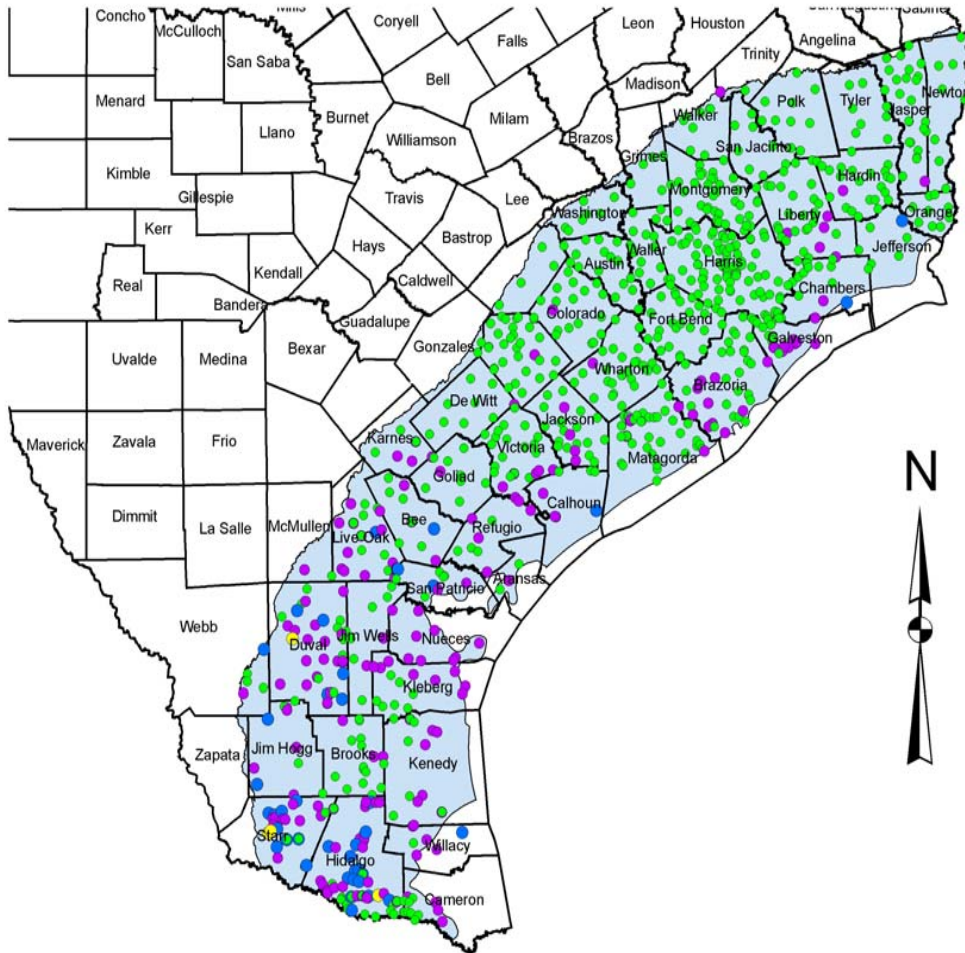 Concho
McCulloch
Coryell
Leon
Houston
Angelina
Falls
Trinity
San Saba
Bell
Madison
Polk
Tyler
Newton
Jasper
Menard
Burnet
Milam
Walker
Llano
Williamson
Brazos
San Jacinto
Grimes
Kimble
Hardin
Gillespie
Travis
Lee
Montgomery
Washington
Liberty
Orange
Kerr
Hays
Bastrop
Waller
Jefferson
Austin
Harris
Real
Kendall
Caldwell
Chambers
Bandera
Guadalupe
Colorado
Fort Bend
Galveston
Bexar
Gonzales
Uvalde
Medina
Wharton
Brazoria
De Witt
Jackson
Karnes
Maverick
Zavala
Frio
Victoria
Matagorda
Goliad
N
Calhoun
Dimmit
La Salle
McMullen
Bee
Refugio
Live Oak
Aransas
San Patricio
Webb
Duval
Jim Wells
Nueces
Kleberg
Zapata
Jim Hogg
Brooks
Kenedy
Starr
Willacy
Hidalgo
Cameron